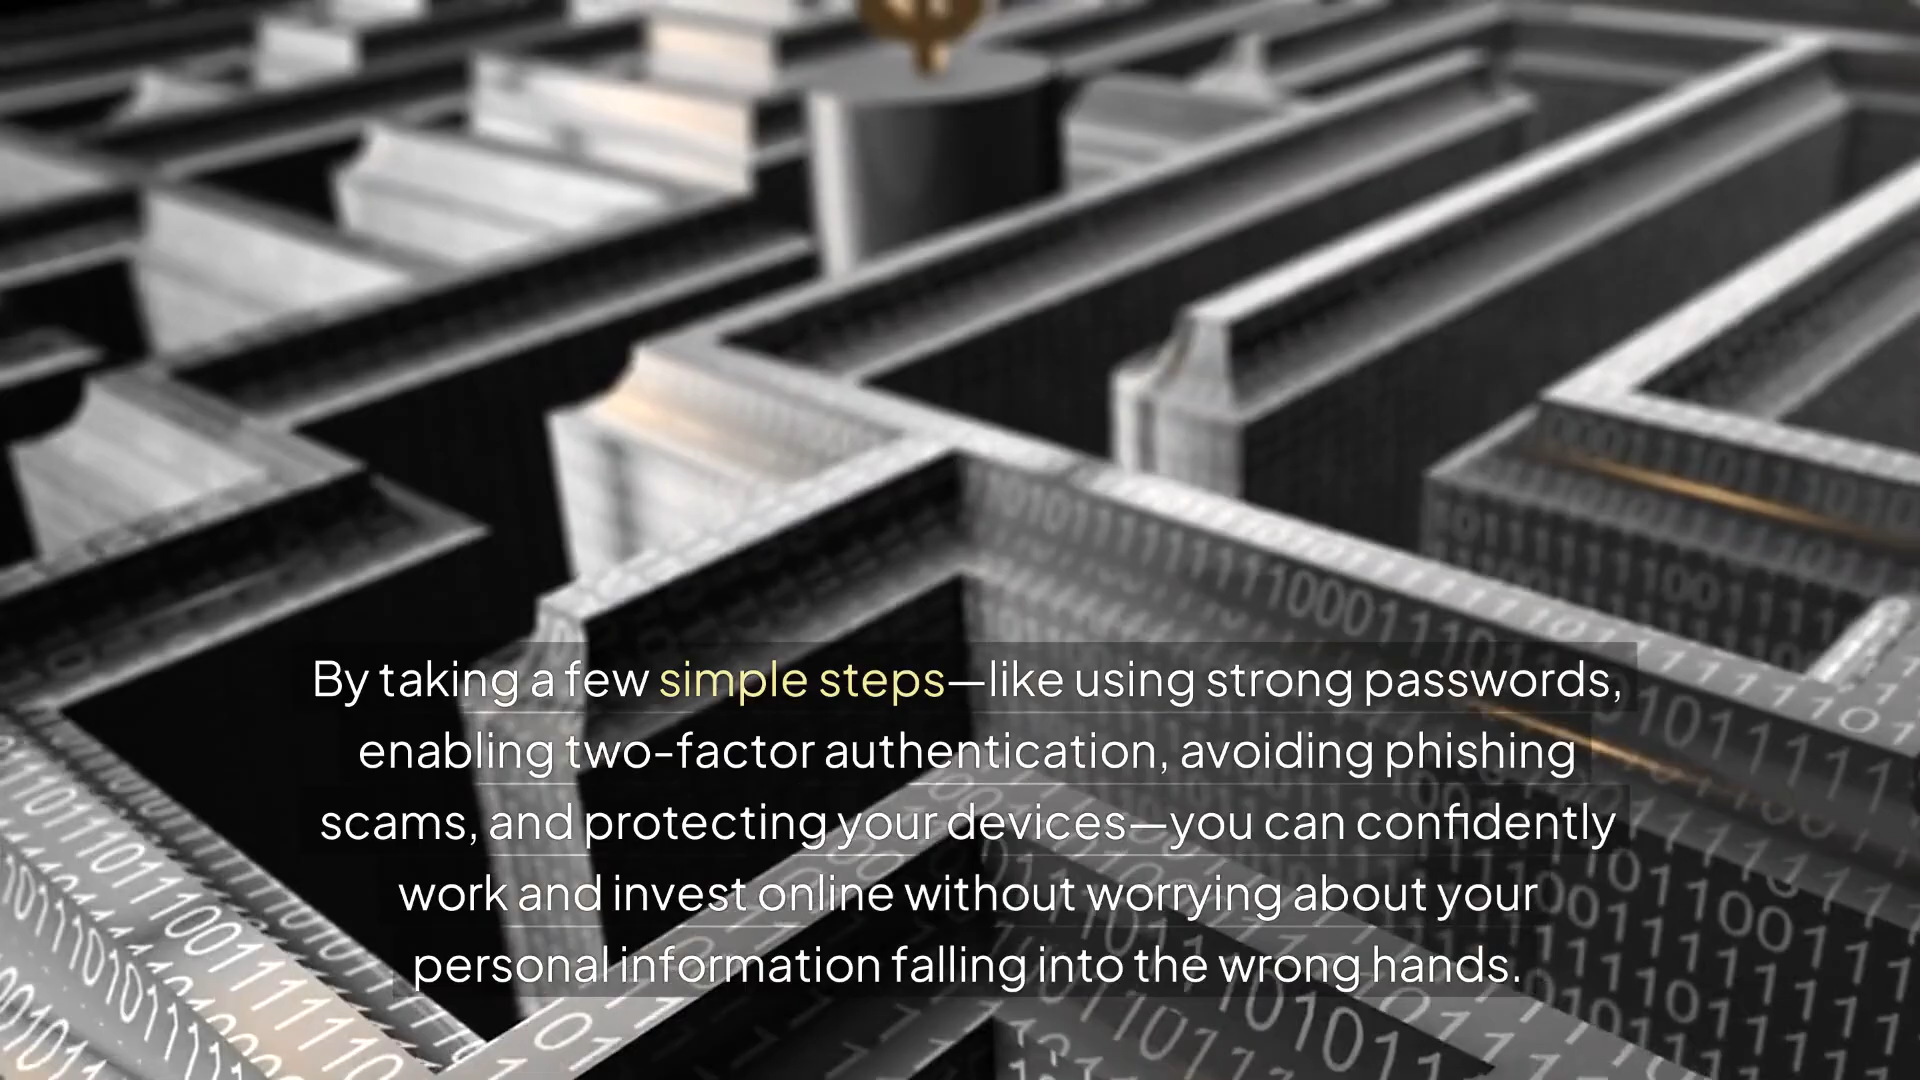 By taking a few simple steps—like using strong passwords,
enabling two-factor authentication, avoiding phishing
scams, and protecting your devices—you can confidently
work and invest online without worrying about your
personal information falling into the wrong hands.